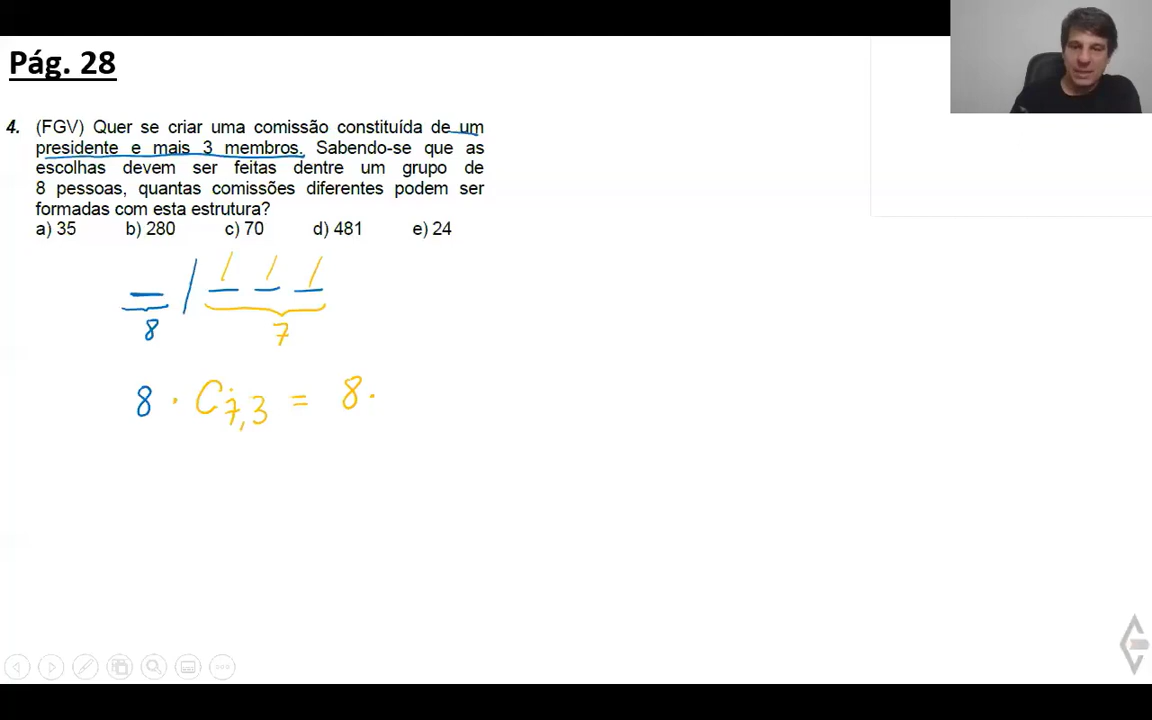 Pág. 28
4. (FGV) Quer se criar uma comissão constituída de um
presidente e mais 3 membros. Sabendo-se que as
escolhas devem ser feitas dentre um grupo de
8 pessoas, quantas comissões diferentes podem ser
formadas com esta estrutura?
a) 35 b) 280 c) 70 d) 481 e) 24
8 7
8 · C7,3 = 8·